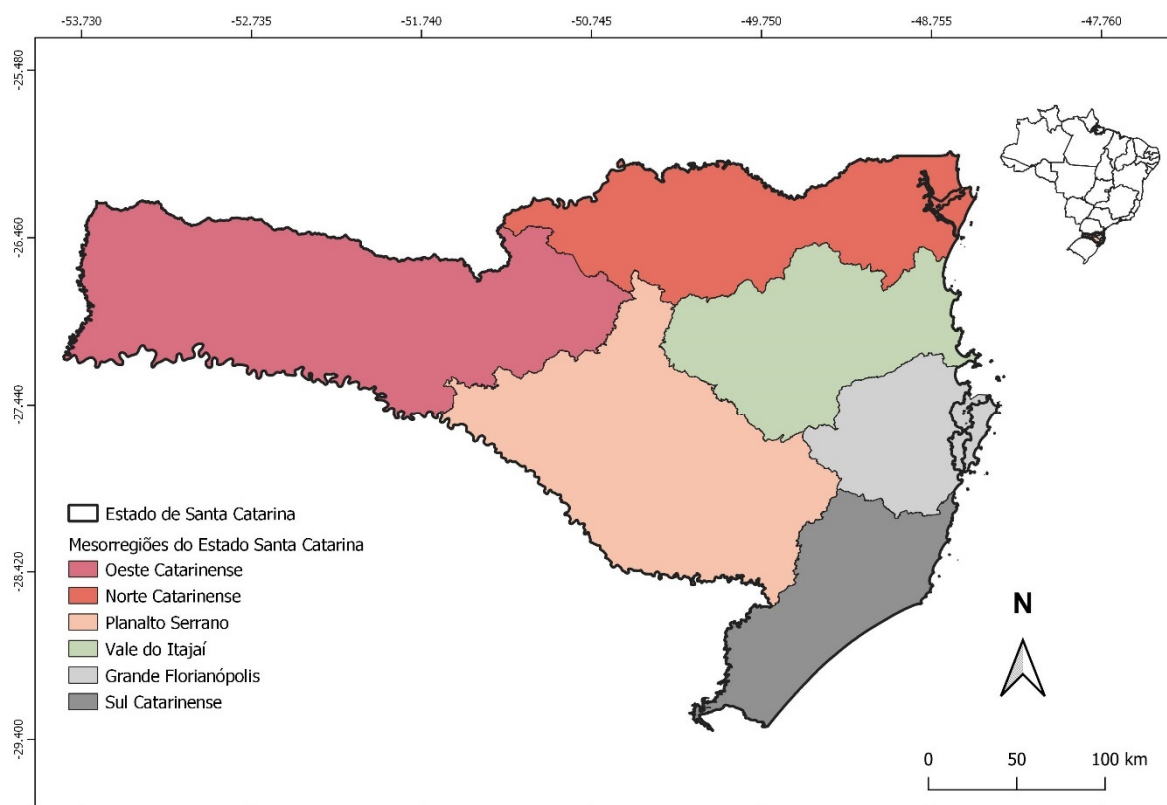 -53.730 -52.735 -51.740 -50.745 -49.750 -48.755 -47.760
-25.480
-26.460
-27.440
-28.420
-29.400
Estado de Santa Catarina
Mesorregiões do Estado Santa Catarina
Oeste Catarinense
Norte Catarinense
Planalto Serrano
Vale do Itajaí
Grande Florianópolis
Sul Catarinense
N
0 50 100 km